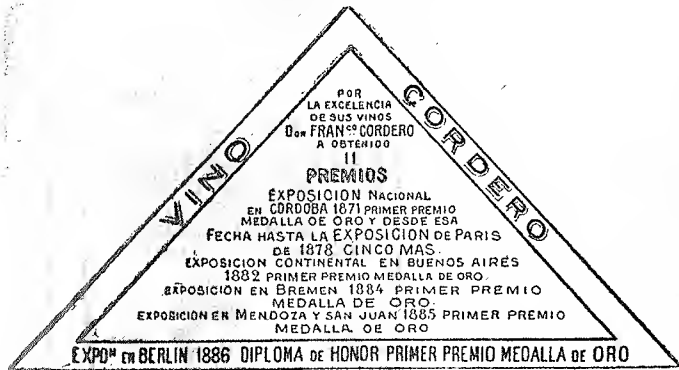 VINO
CORDERO
POR
LA EXCELENCIA
DE SUS VINOS
Don FRANco CORDERO
A OBTENIDO
11
PREMIOS
EXPOSICION NACIONAL
EN CORDOBA 1871 PRIMER PREMIO
MEDALLA DE ORO Y DESDE ESA
FECHA HASTA LA EXPOSICION DE PARIS
DE 1878 CINCO MAS.
EXPOSICION CONTINENTAL EN BUENOS AIRES
1882 PRIMER PREMIO MEDALLA DE ORO.
EXPOSICIÓN EN BREMEN 1884 PRIMER PREMIO
MEDALLA DE ORO.
EXPOSICIÓN EN MENDOZA Y SAN JUAN 1885 PRIMER PREMIO
MEDALLA DE ORO
EXPOn EN BERLIN 1886 DIPLOMA DE HONOR PRIMER PREMIO MEDALLA DE ORO